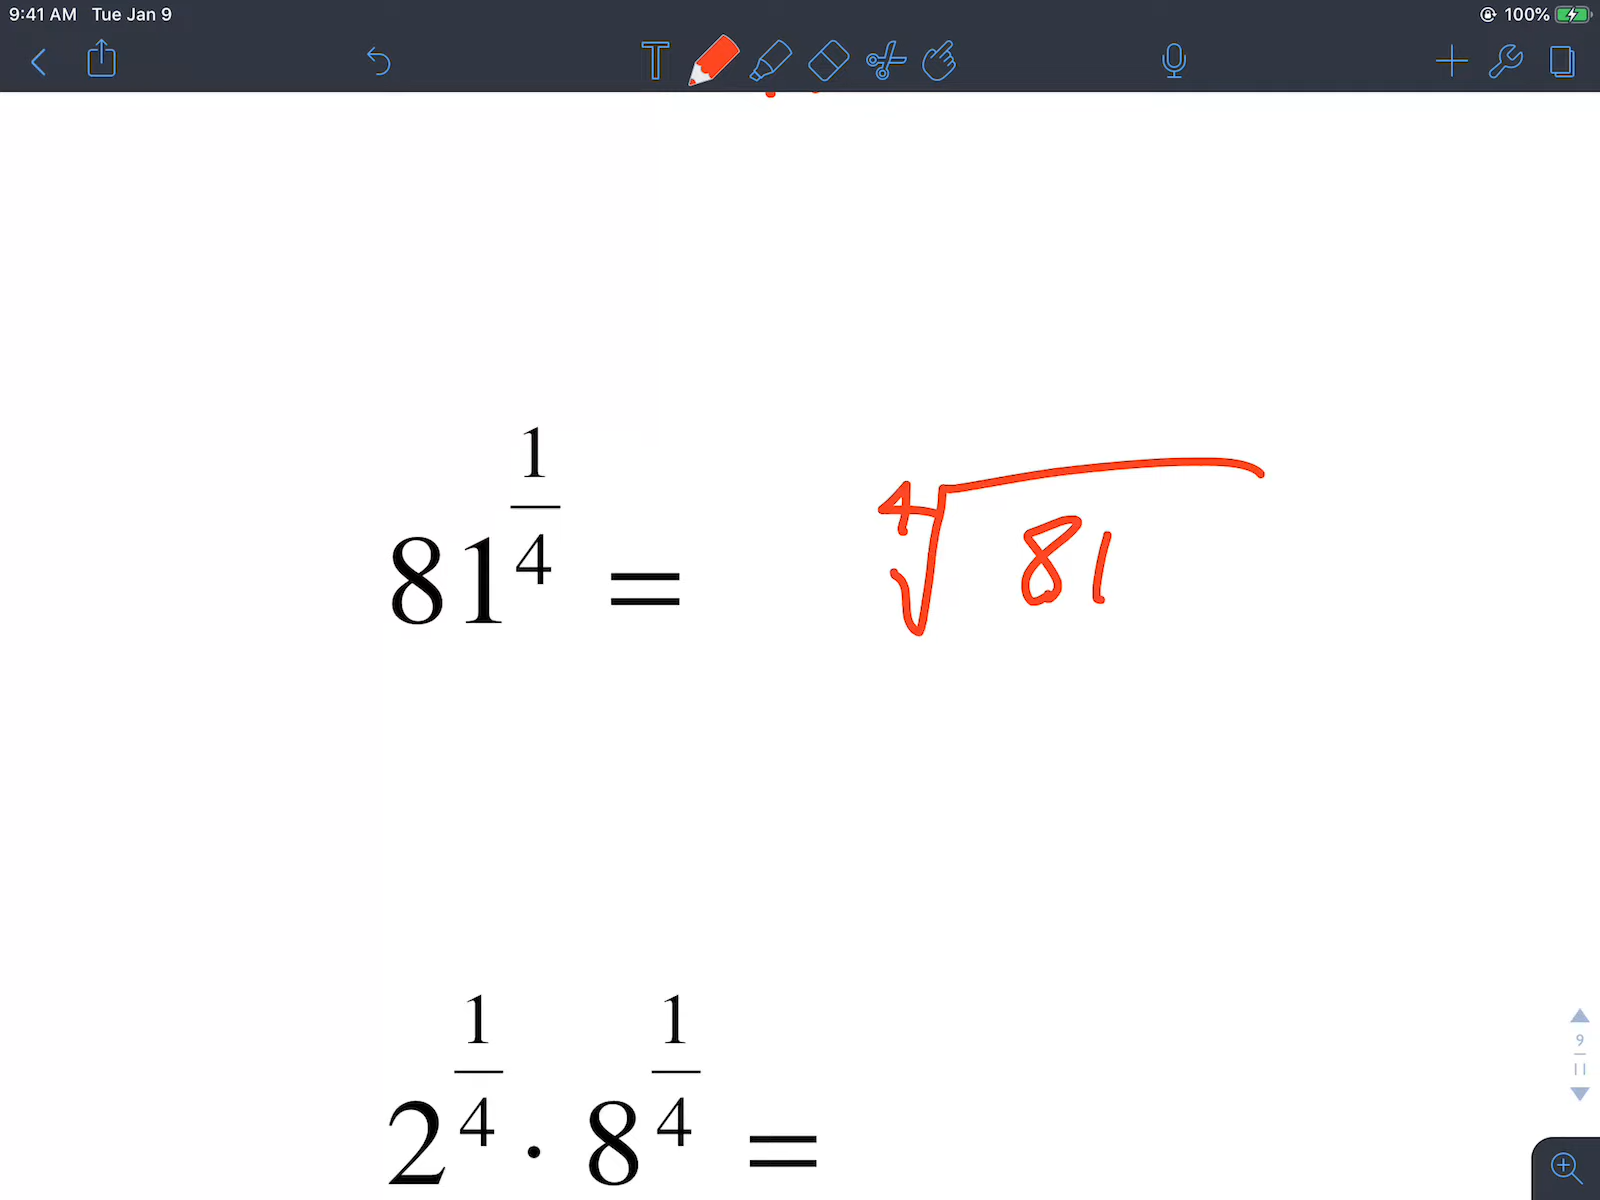 9:41 AM Tue Jan 9 100%
T
81^(1/4) = ∜81
2^(1/4) · 8^(1/4) =
9
11